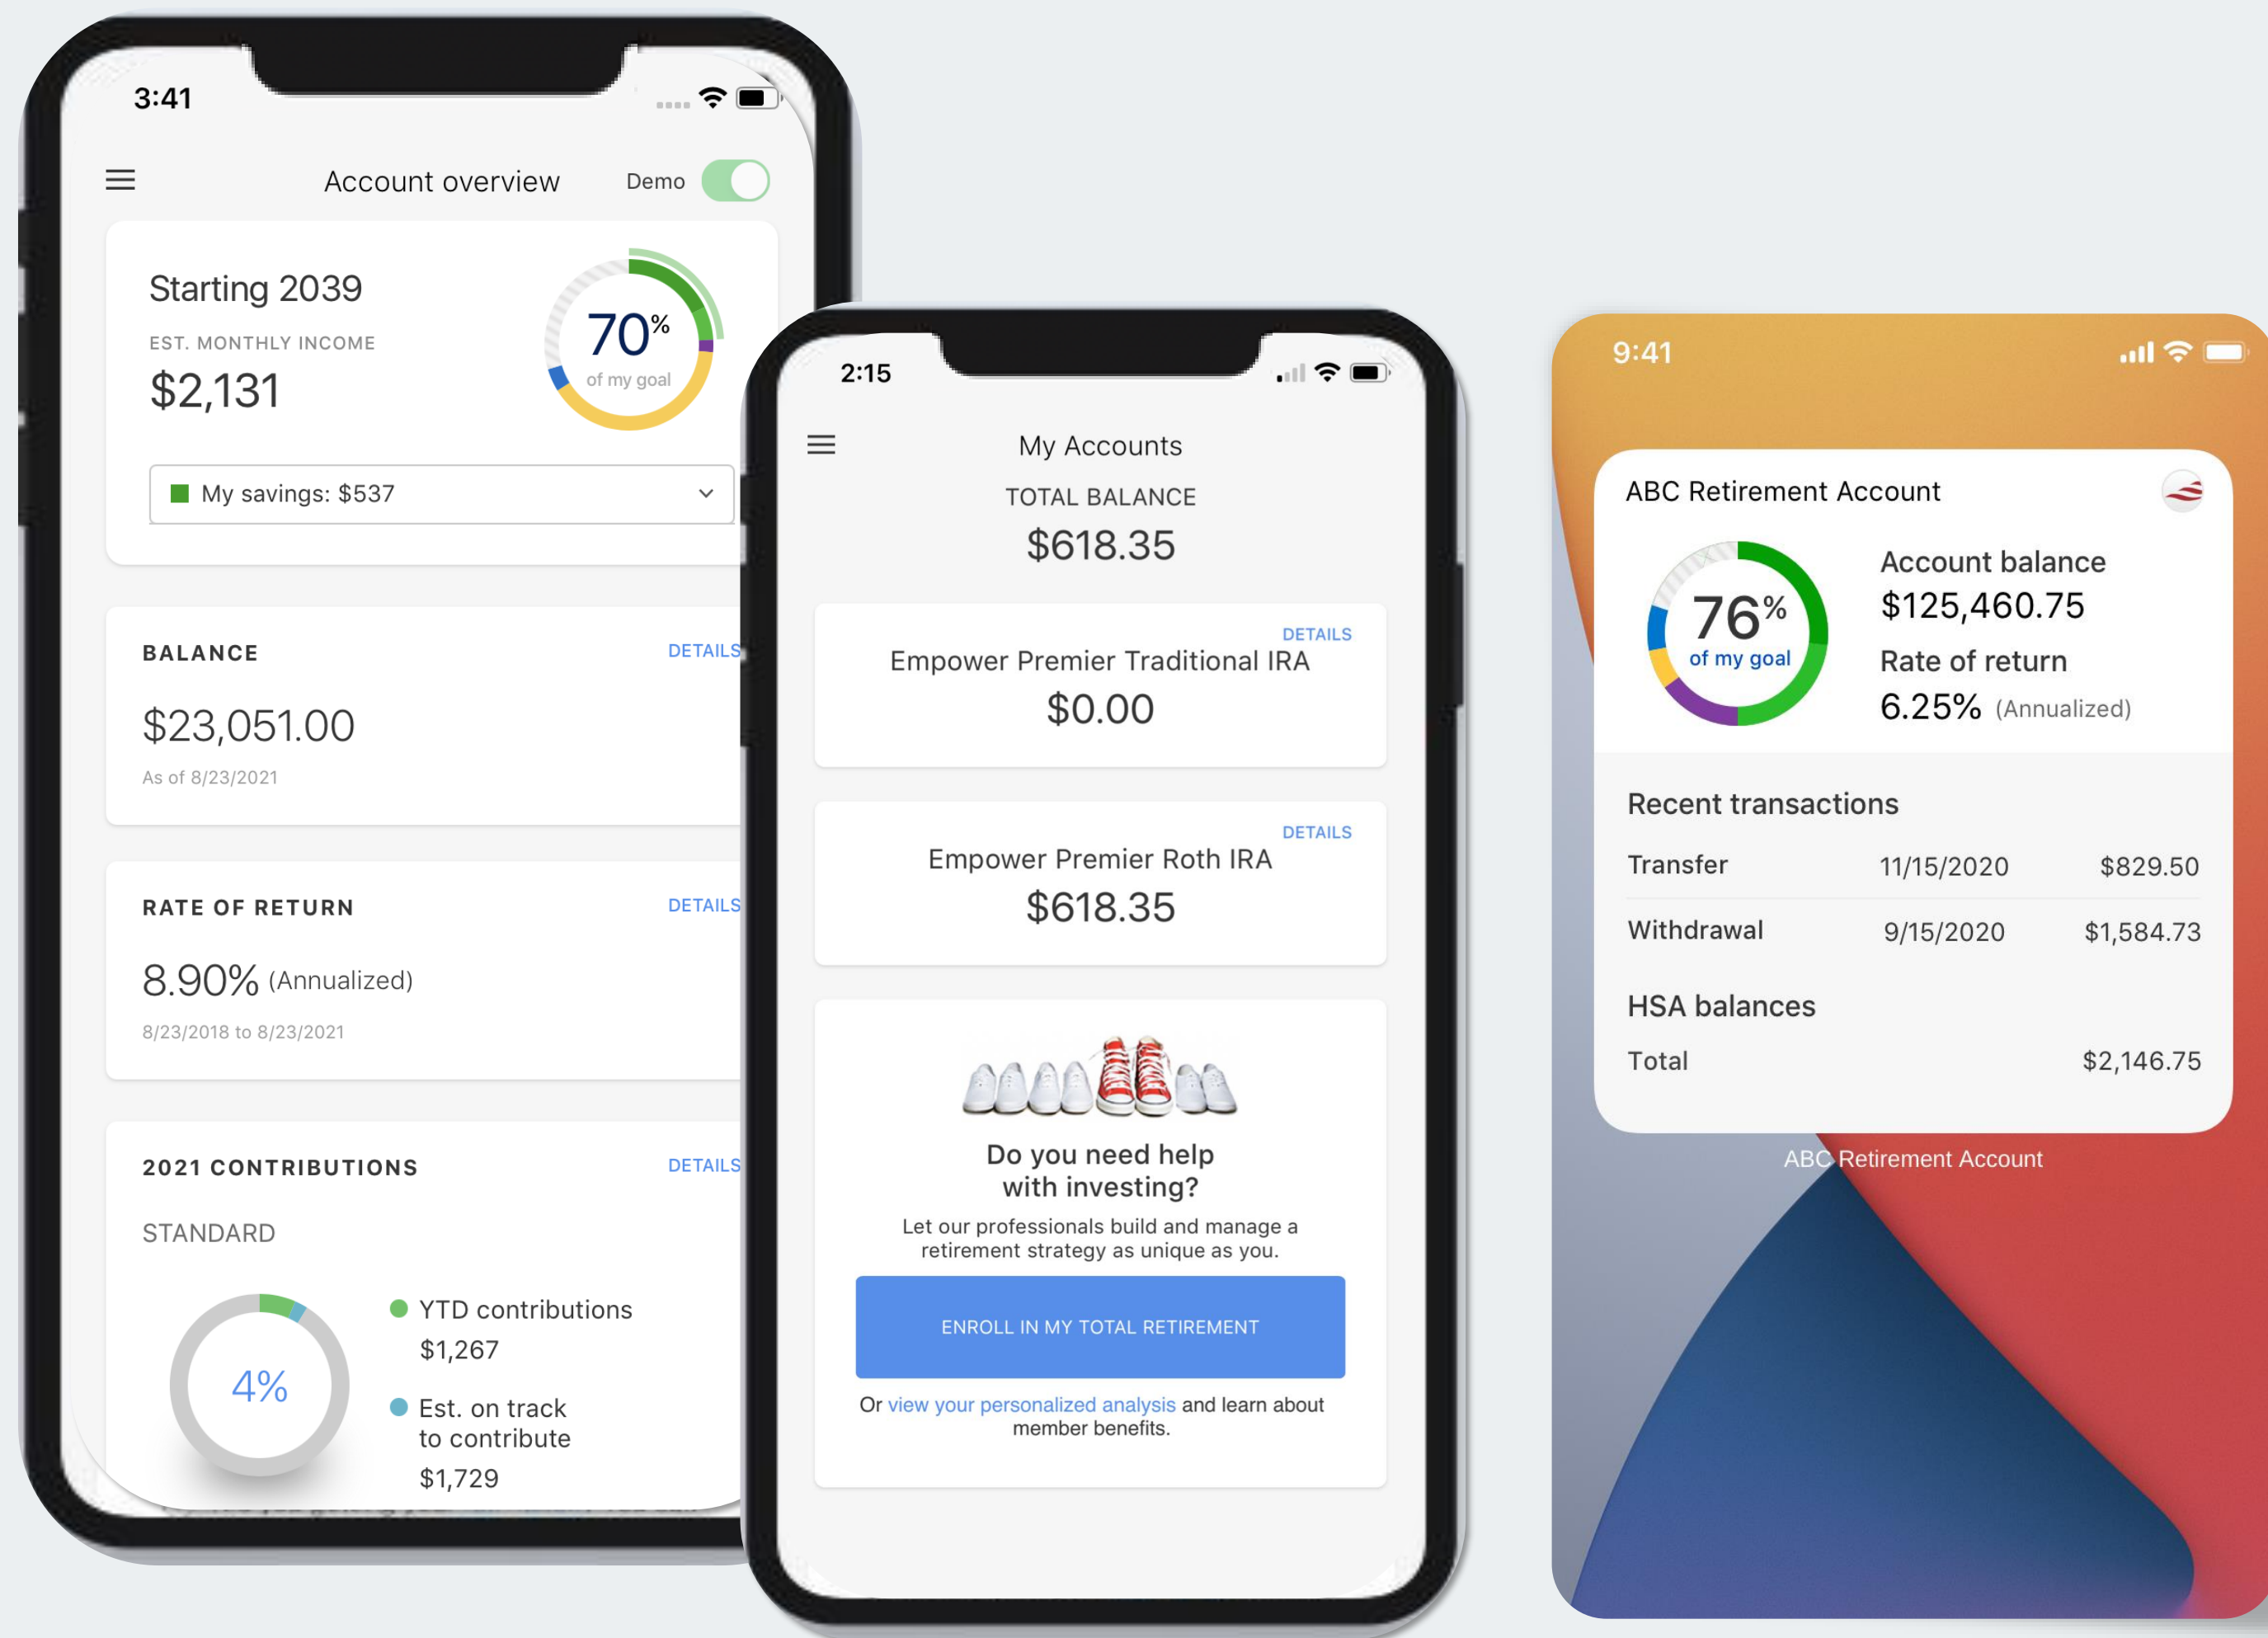 3:41
Account overview
Demo
Starting 2039
EST. MONTHLY INCOME
$2,131
70%
of my goal
My savings: $537
BALANCE
DETAILS
$23,051.00
As of 8/23/2021
RATE OF RETURN
DETAILS
8.90% (Annualized)
8/23/2018 to 8/23/2021
2021 CONTRIBUTIONS
DETAILS
STANDARD
4%
YTD contributions
$1,267
Est. on track
to contribute
$1,729
2:15
My Accounts
TOTAL BALANCE
$618.35
DETAILS
Empower Premier Traditional IRA
$0.00
DETAILS
Empower Premier Roth IRA
$618.35
Do you need help
with investing?
Let our professionals build and manage a
retirement strategy as unique as you.
ENROLL IN MY TOTAL RETIREMENT
Or view your personalized analysis and learn about
member benefits.
9:41
ABC Retirement Account
76%
of my goal
Account balance
$125,460.75
Rate of return
6.25% (Annualized)
Recent transactions
Transfer 11/15/2020 $829.50
Withdrawal 9/15/2020 $1,584.73
HSA balances
Total $2,146.75
ABC Retirement Account